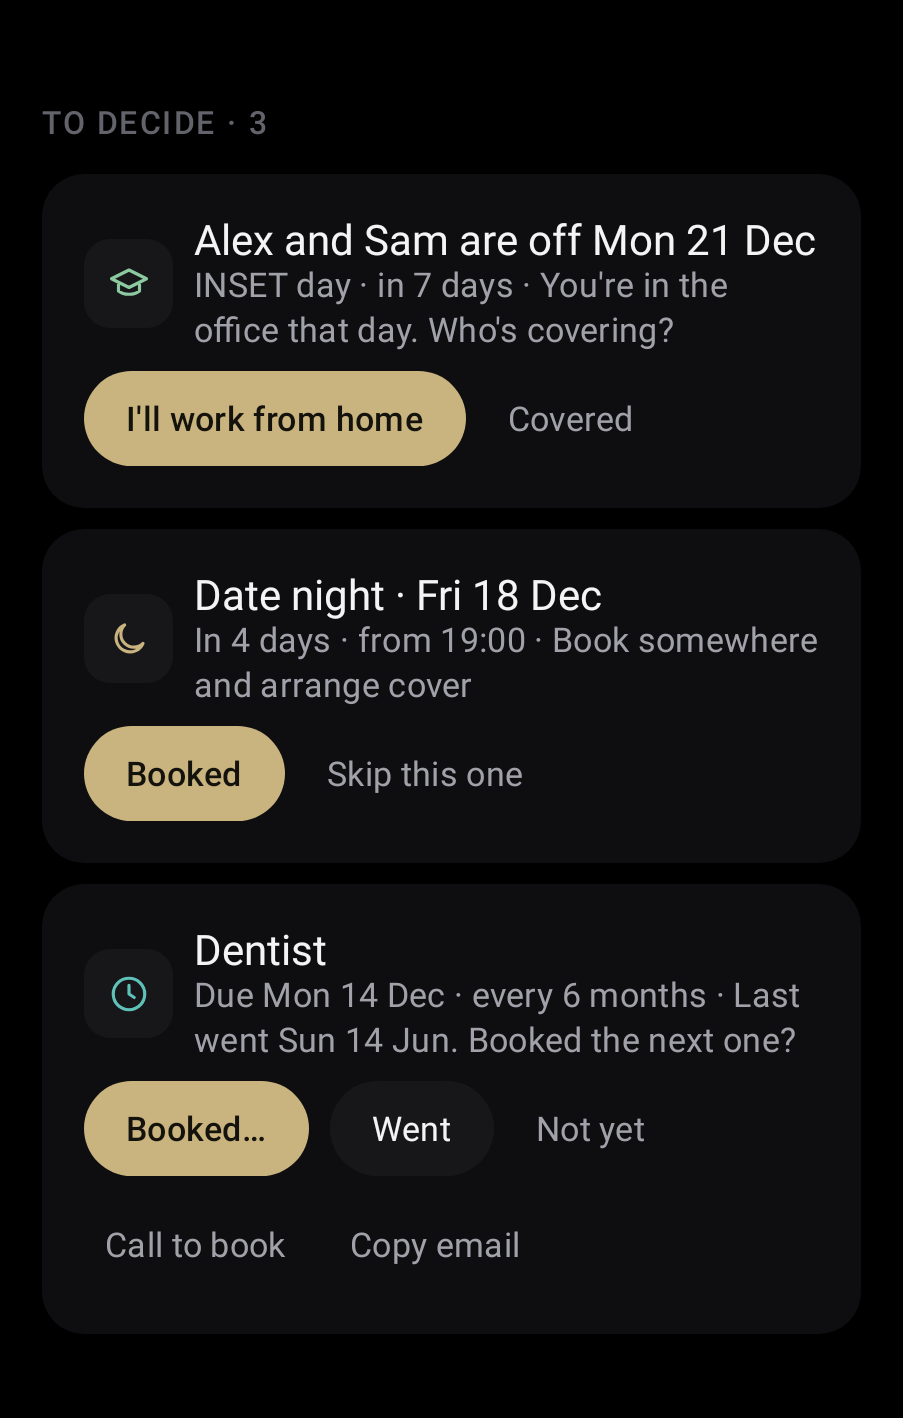 TO DECIDE · 3
Alex and Sam are off Mon 21 Dec
INSET day · in 7 days · You're in the
office that day. Who's covering?
I'll work from home
Covered
Date night · Fri 18 Dec
In 4 days · from 19:00 · Book somewhere
and arrange cover
Booked
Skip this one
Dentist
Due Mon 14 Dec · every 6 months · Last
went Sun 14 Jun. Booked the next one?
Booked…
Went
Not yet
Call to book
Copy email